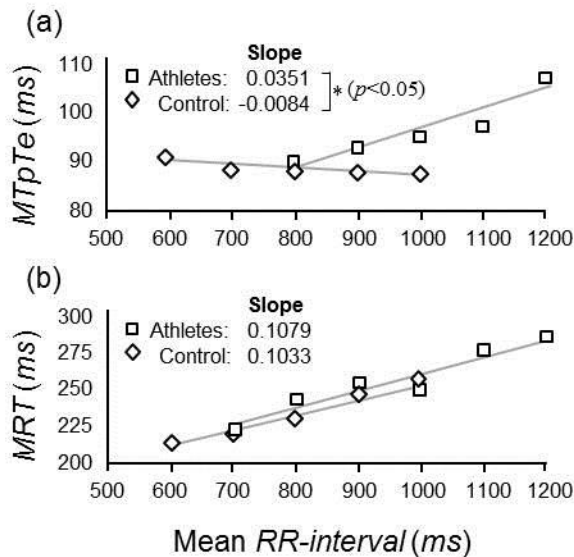 (a)
Slope
Athletes: 0.0351
Control: -0.0084
* (p<0.05)
MTpTe (ms)
110
100
90
80
500 600 700 800 900 1000 1100 1200
(b)
Slope
Athletes: 0.1079
Control: 0.1033
MRT (ms)
300
275
250
225
200
500 600 700 800 900 1000 1100 1200
Mean RR-interval (ms)